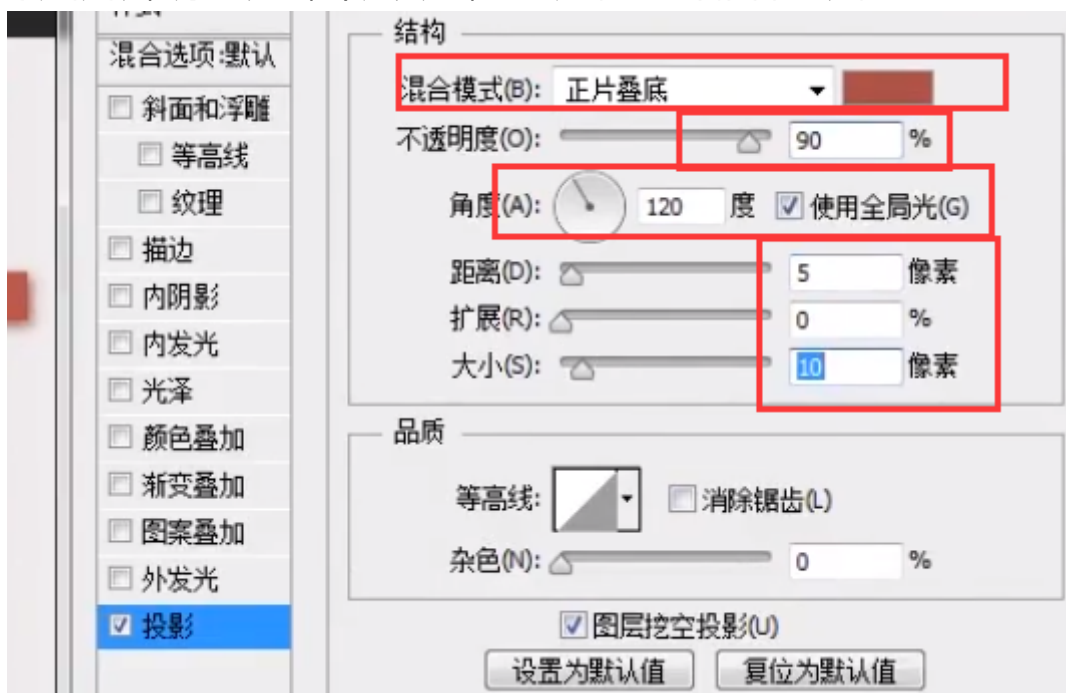 混合选项:默认
斜面和浮雕
等高线
纹理
描边
内阴影
内发光
光泽
颜色叠加
渐变叠加
图案叠加
外发光
投影
结构
混合模式(B): 正片叠底
不透明度(O): 90 %
角度(A): 120 度 使用全局光(G)
距离(D): 5 像素
扩展(R): 0 %
大小(S): 10 像素
品质
等高线: 消除锯齿(L)
杂色(N): 0 %
图层挖空投影(U)
设置为默认值 复位为默认值